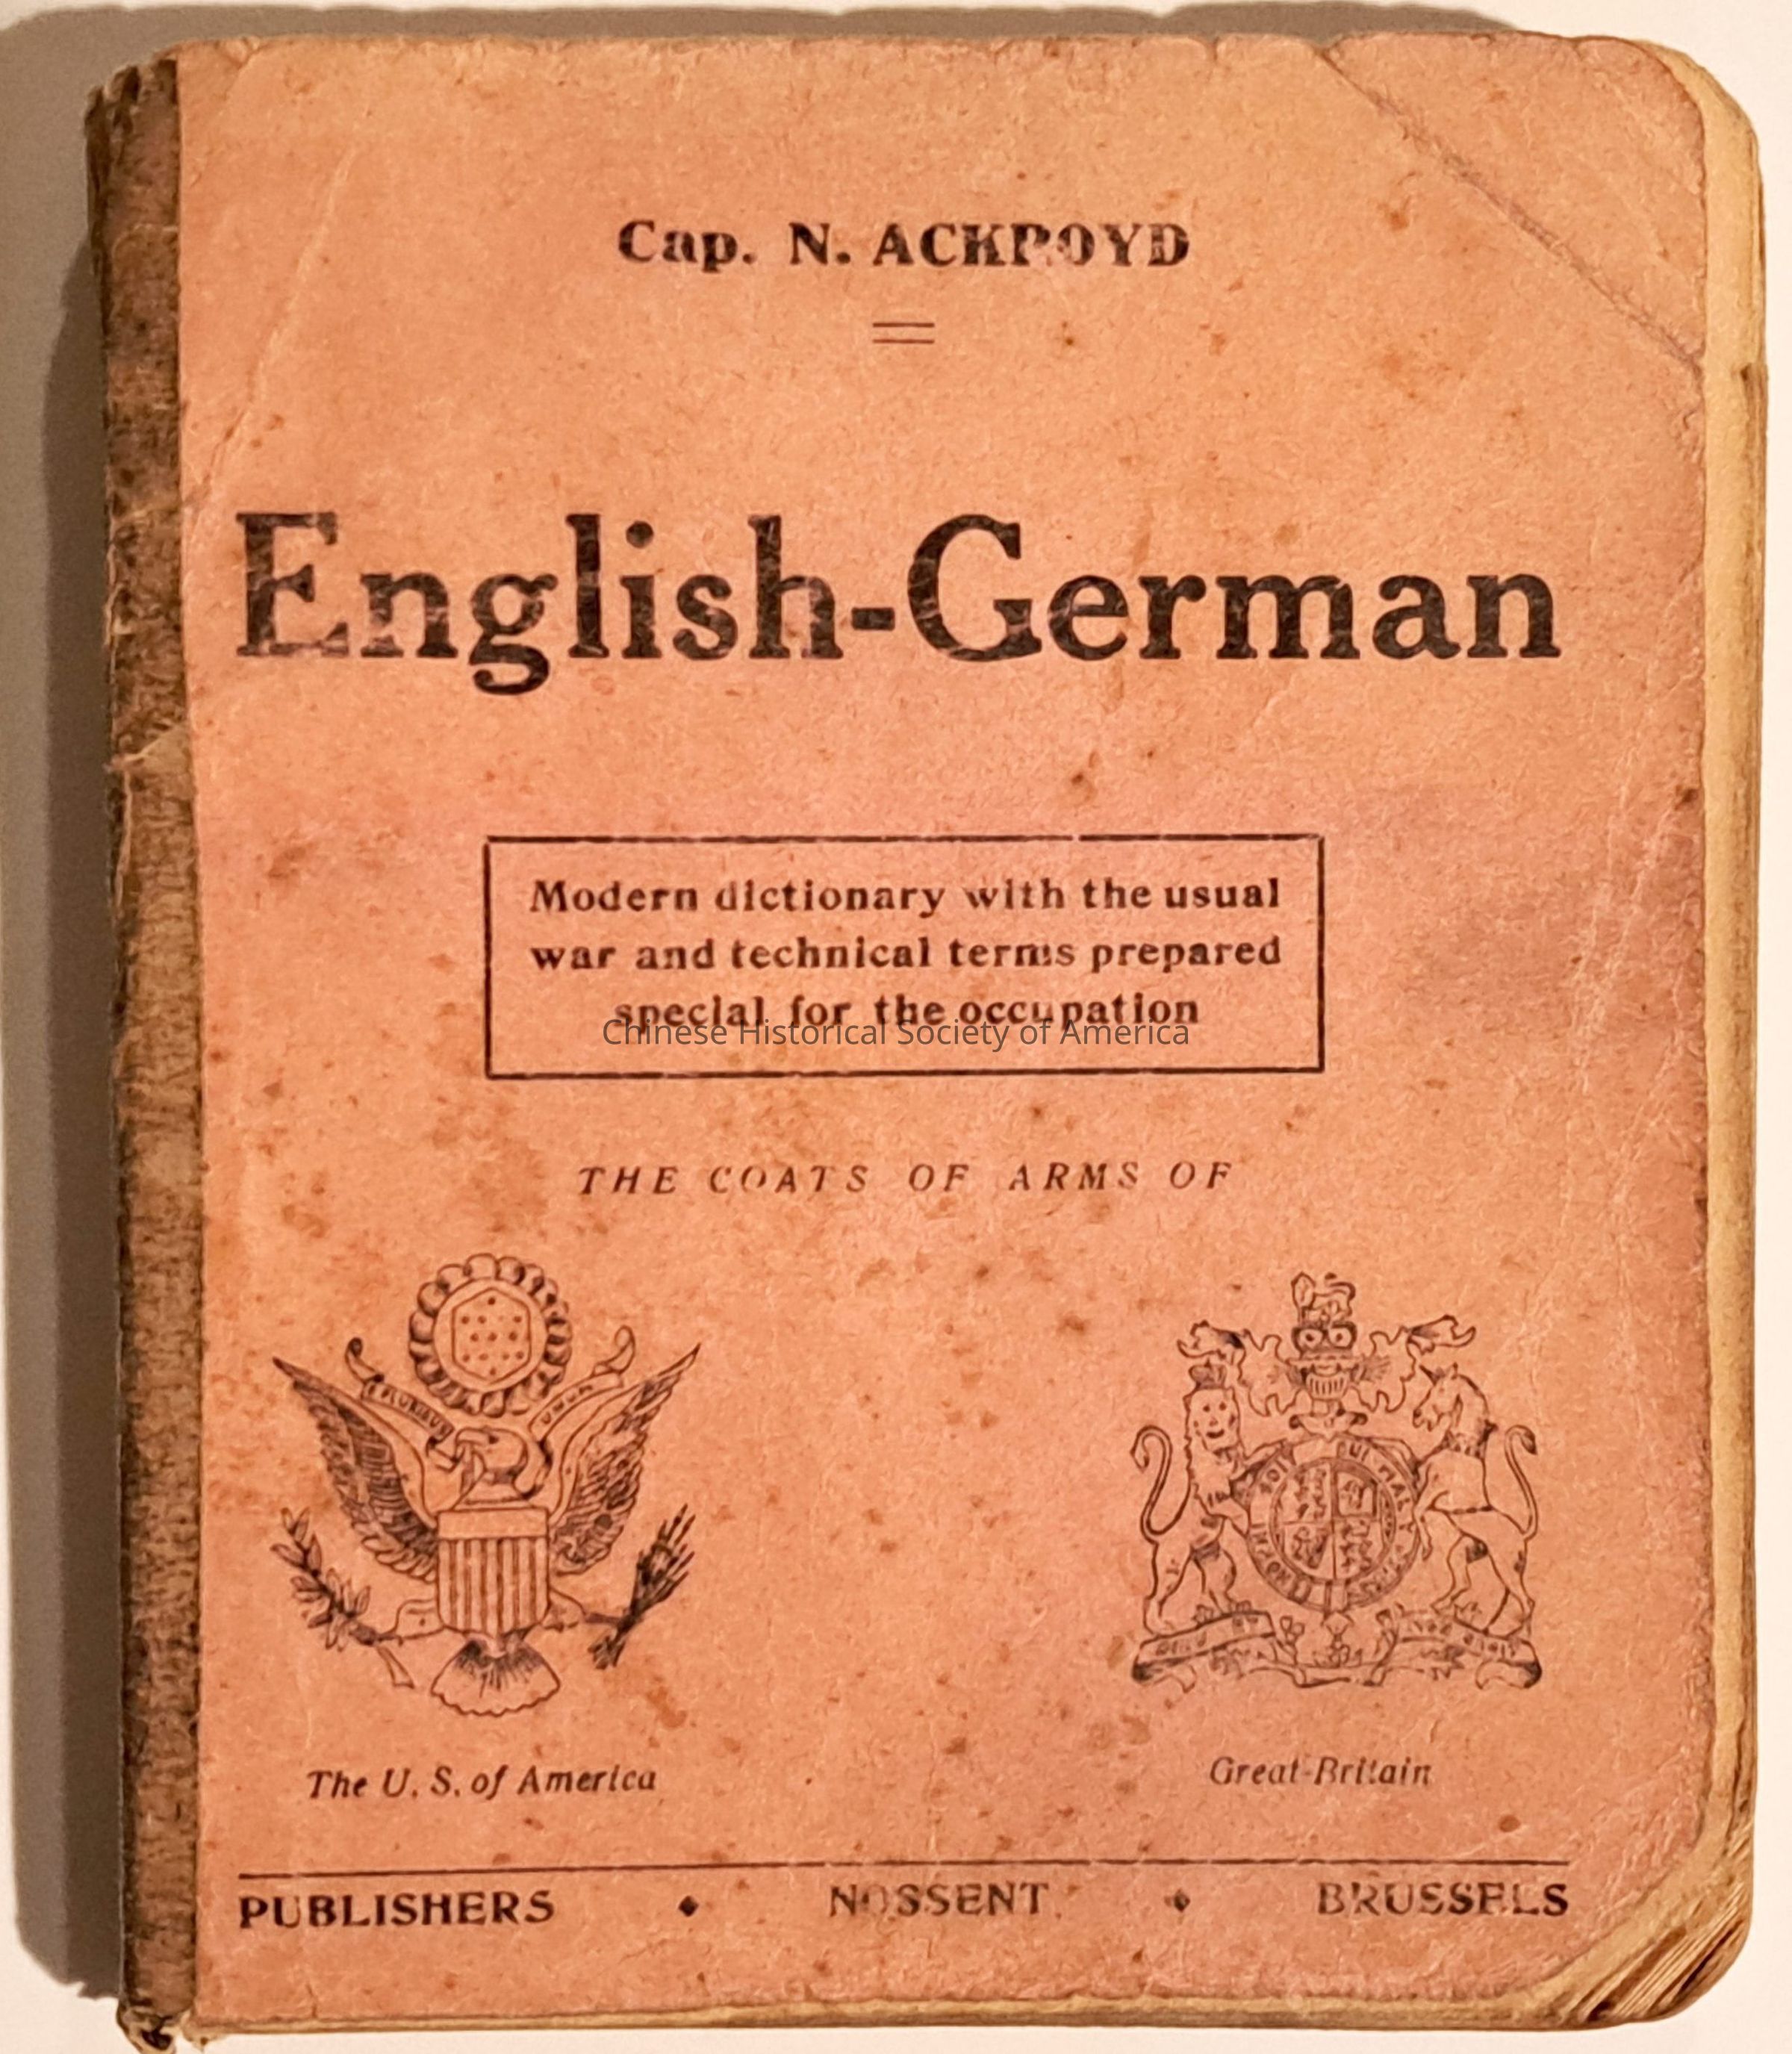 Cap. N. ACKROYD
English-German
Modern dictionary with the usual
war and technical terms prepared
special for the occupation
Chinese Historical Society of America
THE COATS OF ARMS OF
The U. S. of America
Great-Britain
PUBLISHERS ◆ NOSSENT ◆ BRUSSELS